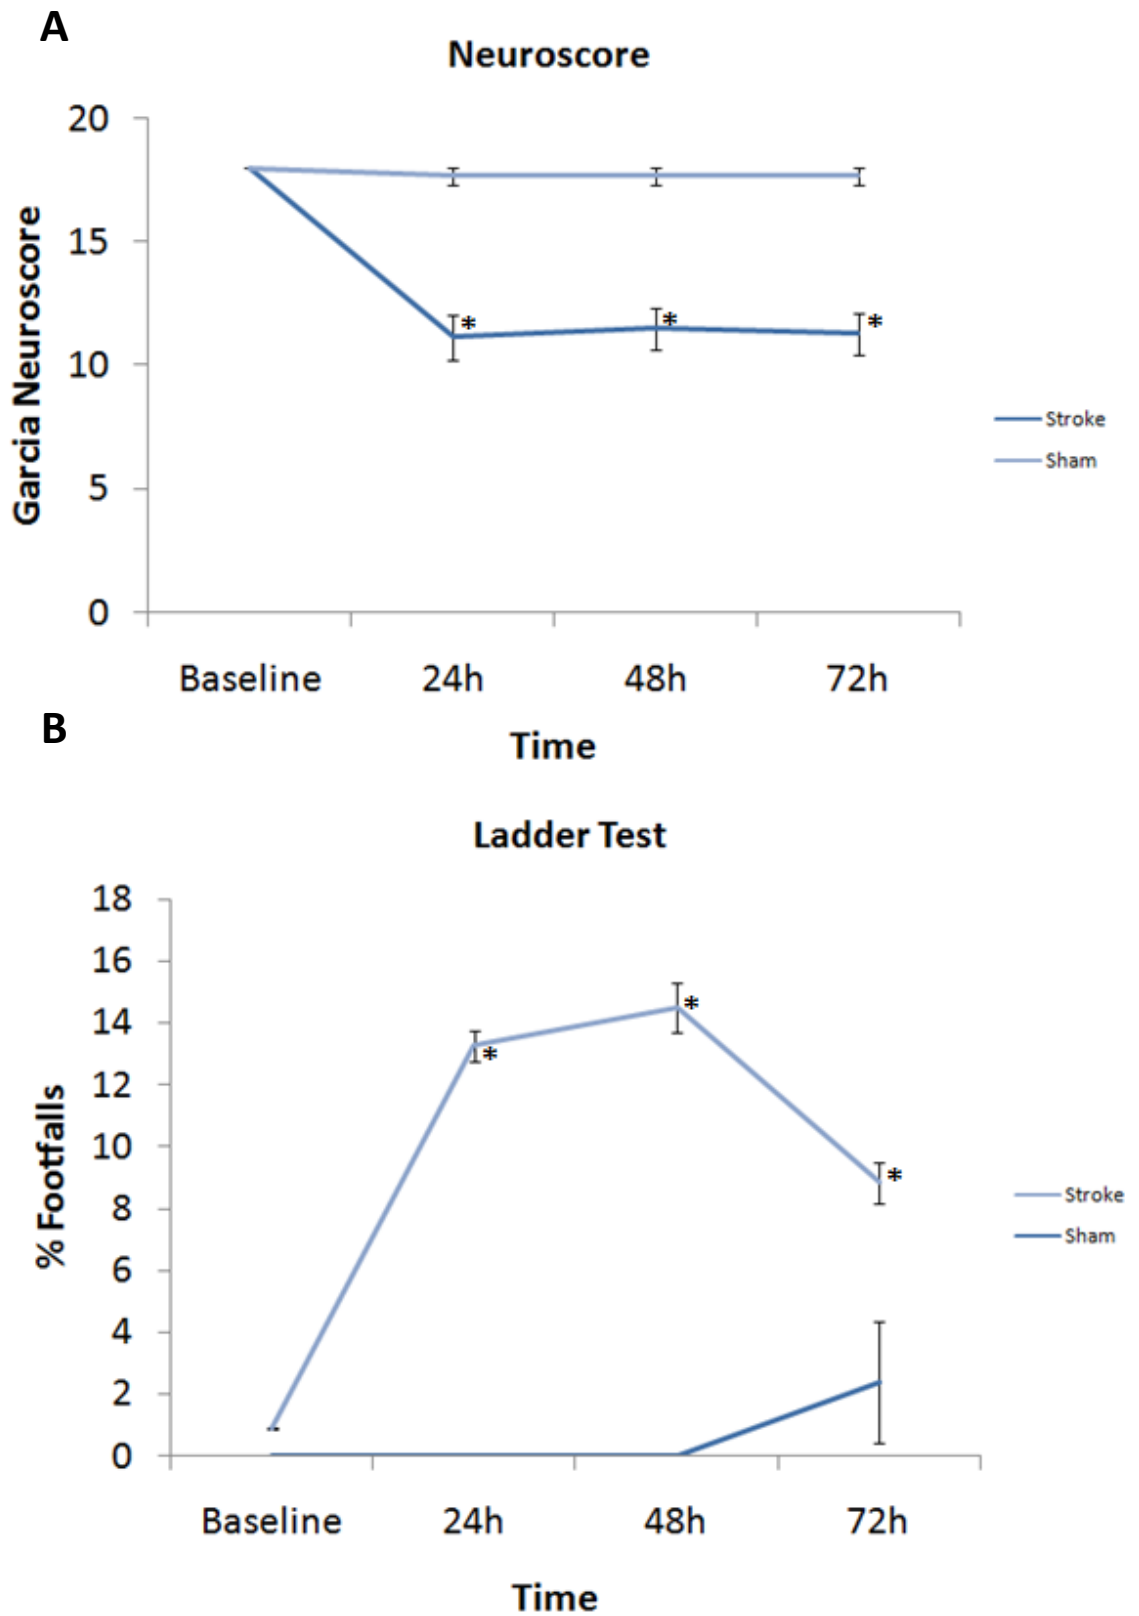 A
Neuroscore
20
15
10
5
0
Garcia Neuroscore
*
*
*
Stroke
Sham
Baseline 24h 48h 72h
Time
B
Ladder Test
18
16
14
12
10
8
6
4
2
0
% Footfalls
*
*
*
Stroke
Sham
Baseline 24h 48h 72h
Time